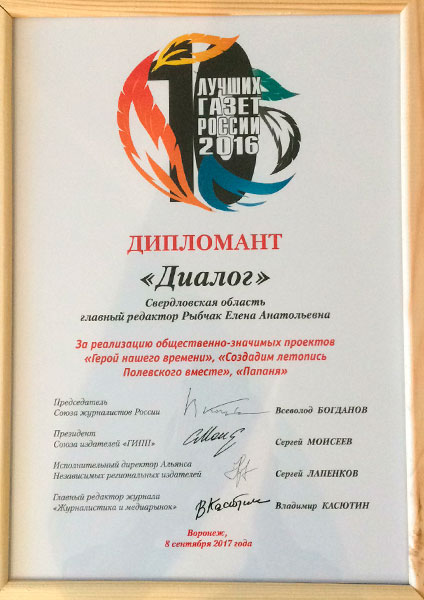 10
ЛУЧШИХ
ГАЗЕТ
РОССИИ
2016
ДИПЛОМАНТ
«Диалог»
Свердловская область
главный редактор Рыбчак Елена Анатольевна
За реализацию общественно-значимых проектов
«Герой нашего времени», «Создадим летопись
Полевского вместе», «Папаня»
Председатель
Союза журналистов России
Всеволод БОГДАНОВ
Президент
Союза издателей «ГИПП»
Сергей МОИСЕЕВ
Исполнительный директор Альянса
Независимых региональных издателей
Сергей ЛАПЕНКОВ
Главный редактор журнала
«Журналистика и медиарынок»
ВКасютин
Владимир КАСЮТИН
Воронеж,
8 сентября 2017 года